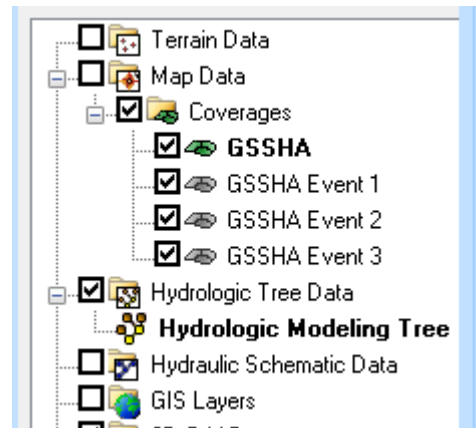 Terrain Data
Map Data
Coverages
GSSHA
GSSHA Event 1
GSSHA Event 2
GSSHA Event 3
Hydrologic Tree Data
Hydrologic Modeling Tree
Hydraulic Schematic Data
GIS Layers